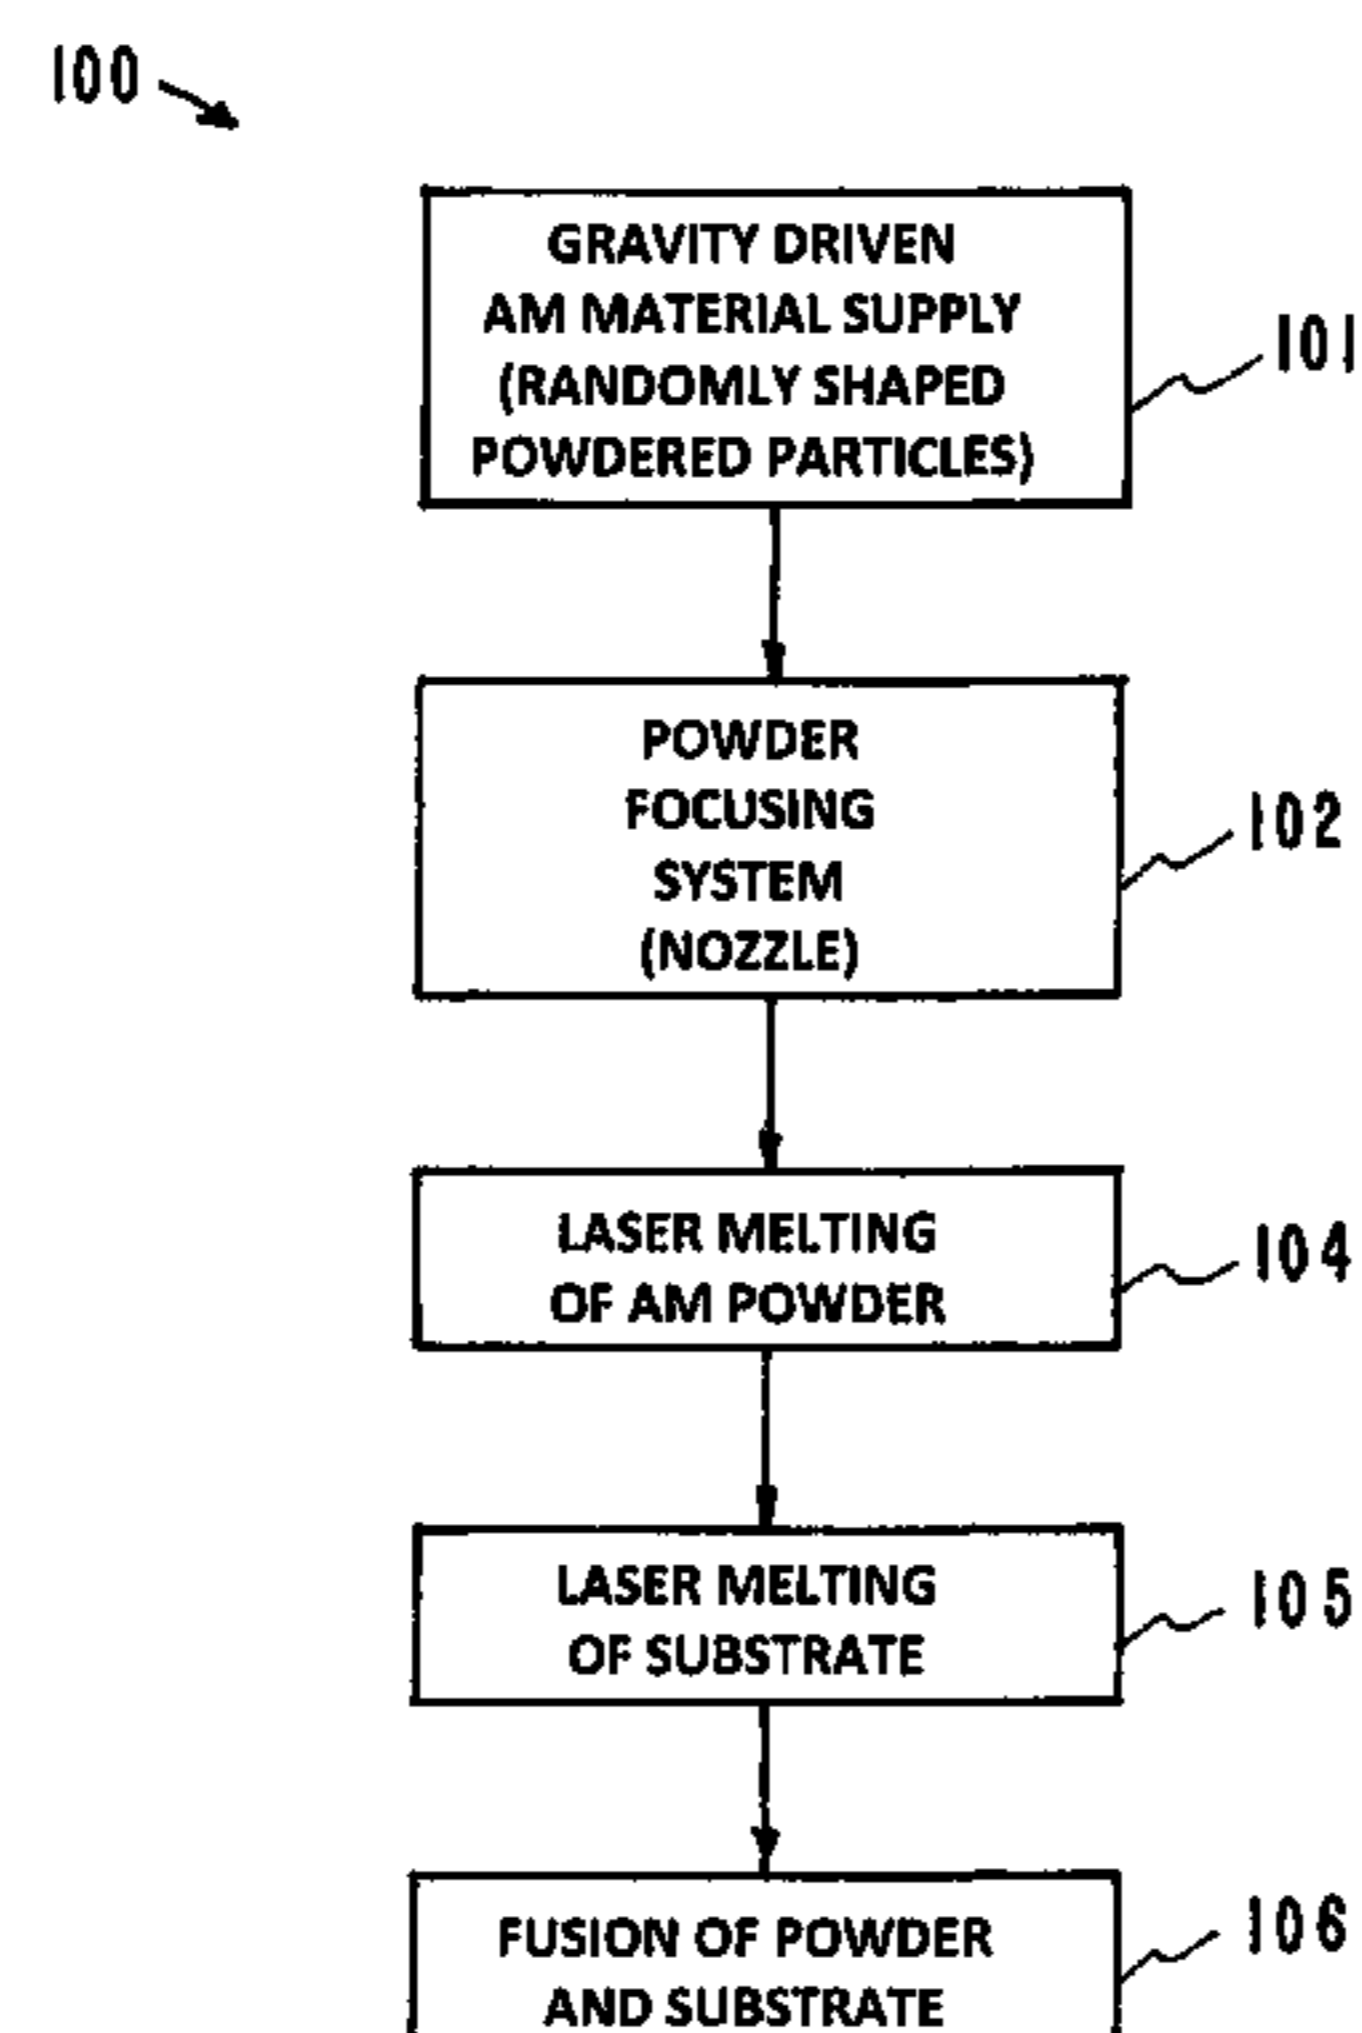 100
GRAVITY DRIVEN
AM MATERIAL SUPPLY
(RANDOMLY SHAPED
POWDERED PARTICLES)
101
POWDER
FOCUSING
SYSTEM
(NOZZLE)
102
LASER MELTING
OF AM POWDER
104
LASER MELTING
OF SUBSTRATE
105
FUSION OF POWDER
AND SUBSTRATE
106